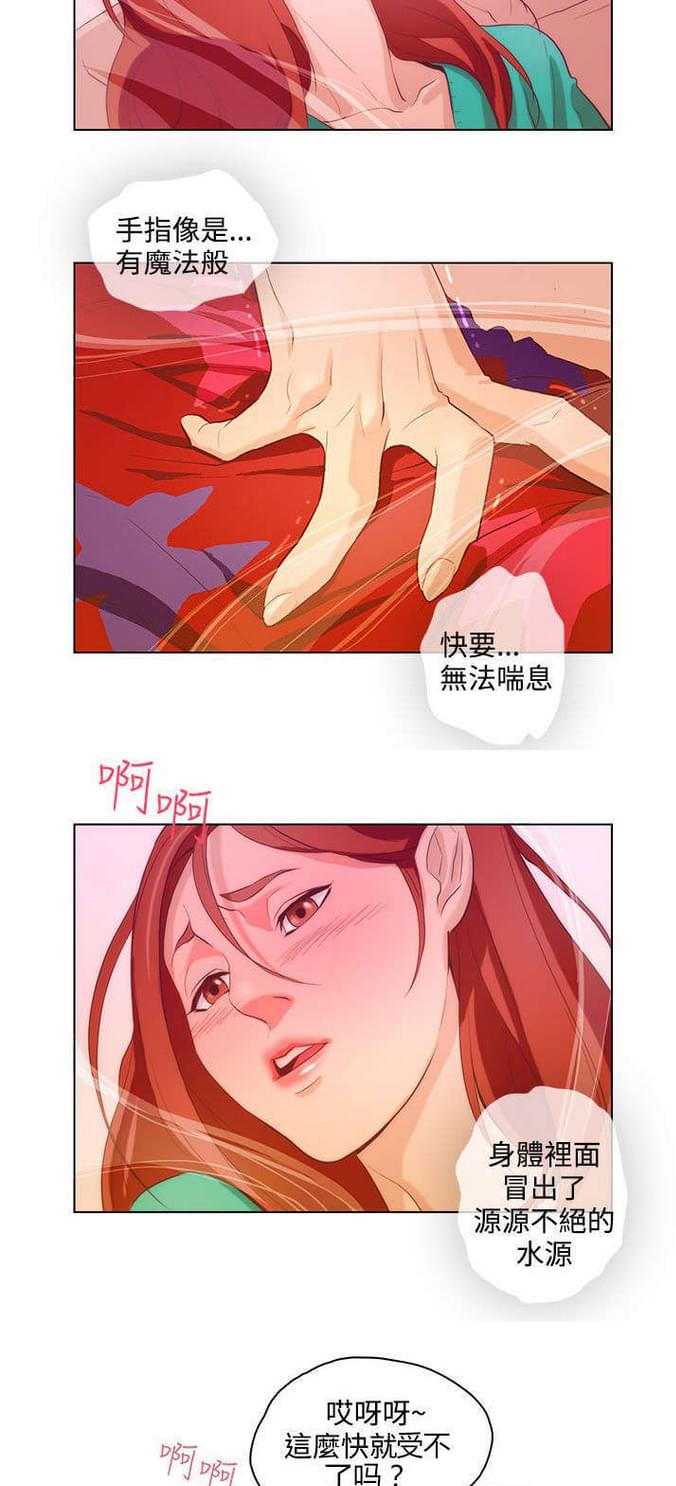 手指像是...
有魔法般
快要...
無法喘息
啊啊
身體裡面
冒出了
源源不絕的
水源
哎呀呀~
這麼快就受不
了吗？
啊啊